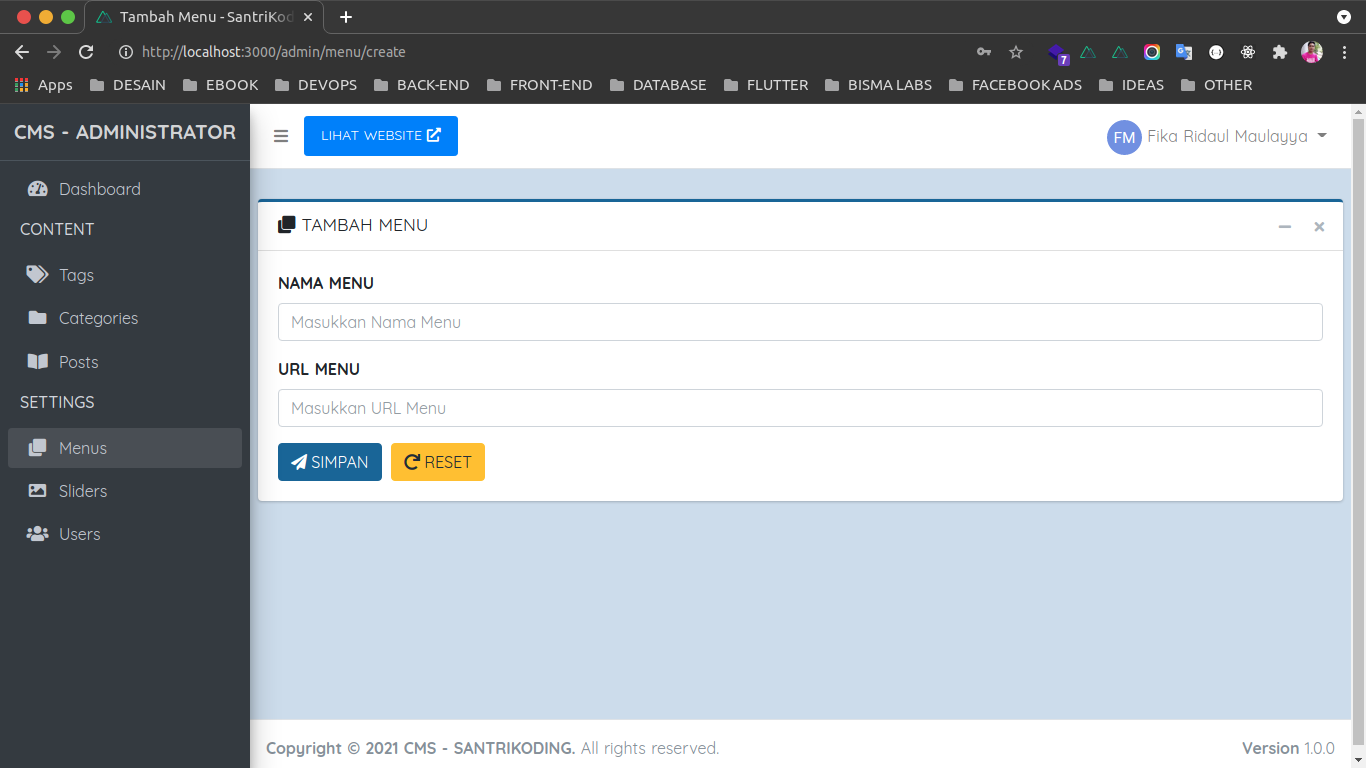 Tambah Menu - SantriKod
http://localhost:3000/admin/menu/create
7
Apps DESAIN EBOOK DEVOPS BACK-END FRONT-END DATABASE FLUTTER BISMA LABS FACEBOOK ADS IDEAS OTHER
CMS - ADMINISTRATOR
LIHAT WEBSITE
FM Fika Ridaul Maulayya
Dashboard
CONTENT
Tags
Categories
Posts
SETTINGS
Menus
Sliders
Users
TAMBAH MENU
NAMA MENU
Masukkan Nama Menu
URL MENU
Masukkan URL Menu
SIMPAN RESET
Copyright © 2021 CMS - SANTRIKODING. All rights reserved.
Version 1.0.0